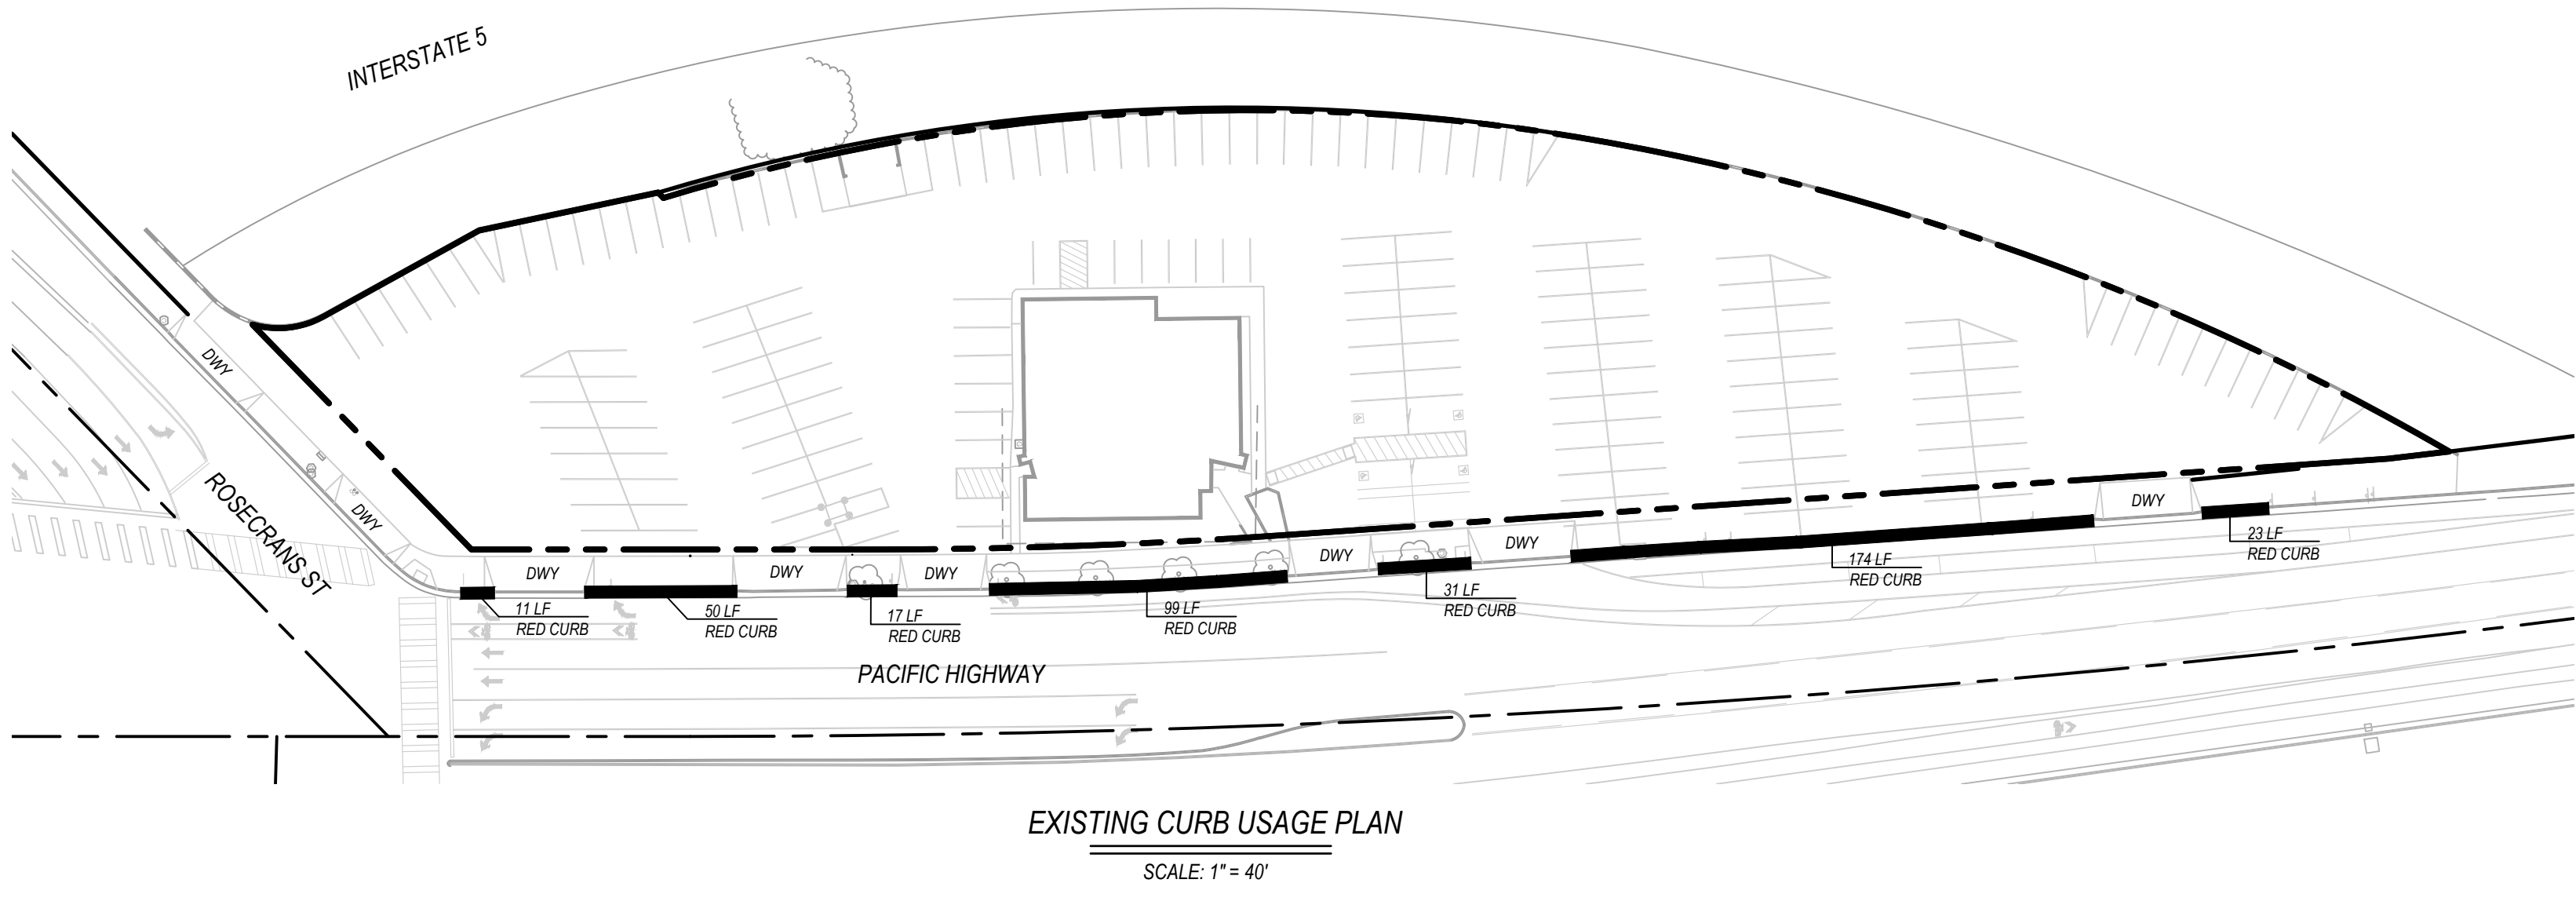 INTERSTATE 5
DWY
ROSECRANS ST
DWY
DWY
DWY
DWY
DWY
DWY
DWY
11 LF
RED CURB
50 LF
RED CURB
17 LF
RED CURB
99 LF
RED CURB
31 LF
RED CURB
174 LF
RED CURB
23 LF
RED CURB
PACIFIC HIGHWAY
EXISTING CURB USAGE PLAN
SCALE: 1" = 40'